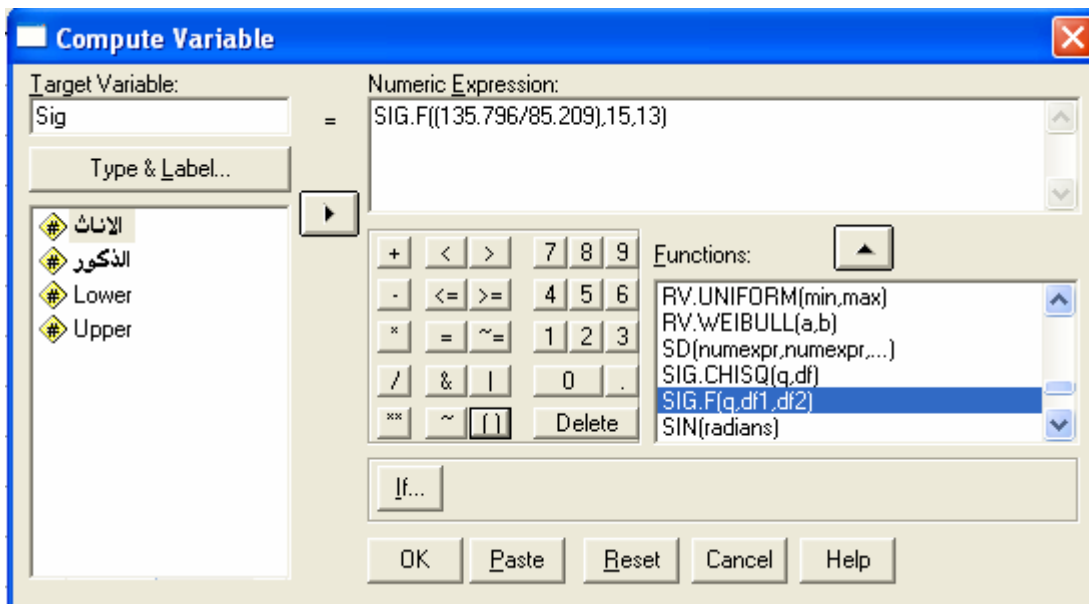 Compute Variable
Target Variable:
Sig
=
Numeric Expression:
SIG.F((135.796/85.209),15,13)
Type & Label...
الاناث
الذكور
Lower
Upper
+ < > 7 8 9
- <= >= 4 5 6
* = ~= 1 2 3
/ & | 0 .
** ~ () Delete
Functions:
RV.UNIFORM(min,max)
RV.WEIBULL(a,b)
SD(numexpr,numexpr,...)
SIG.CHISQ(q,df)
SIG.F(q,df1,df2)
SIN(radians)
If...
OK Paste Reset Cancel Help